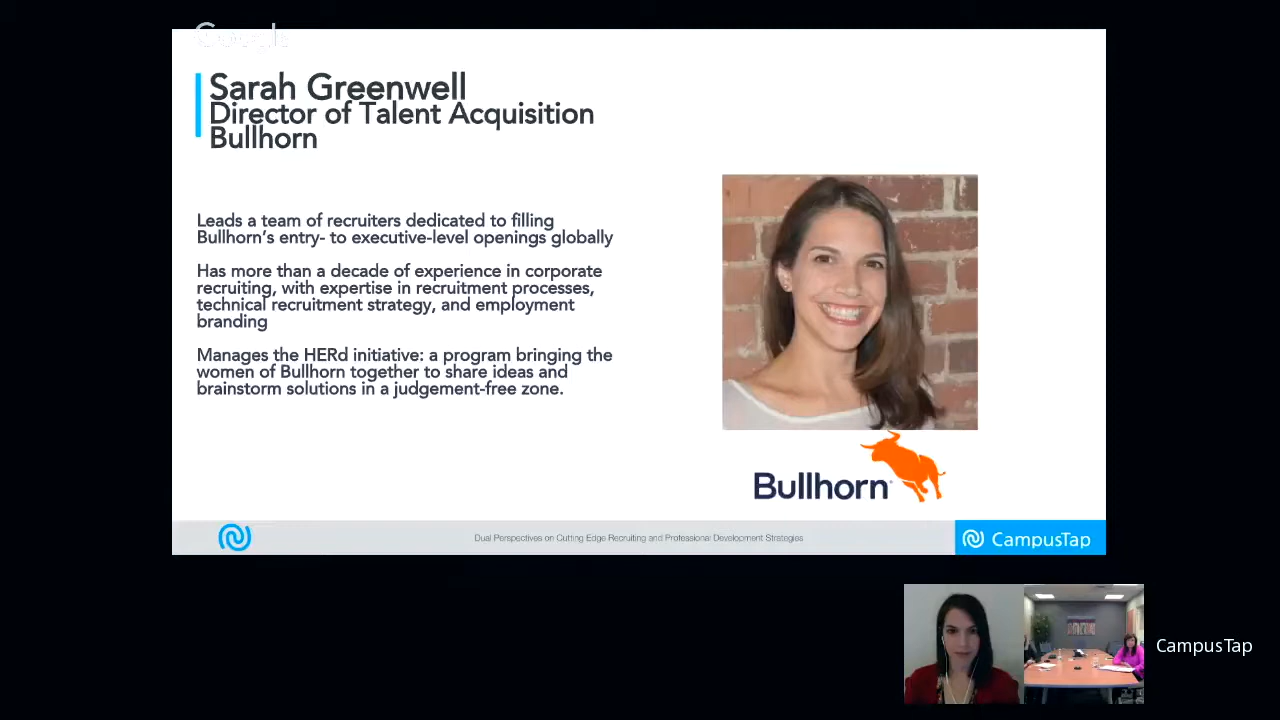 Google
Sarah Greenwell
Director of Talent Acquisition
Bullhorn
Leads a team of recruiters dedicated to filling
Bullhorn's entry- to executive-level openings globally
Has more than a decade of experience in corporate
recruiting, with expertise in recruitment processes,
technical recruitment strategy, and employment
branding
Manages the HERd initiative: a program bringing the
women of Bullhorn together to share ideas and
brainstorm solutions in a judgement-free zone.
Bullhorn
Dual Perspectives on Cutting Edge Recruiting and Professional Development Strategies
CampusTap
CampusTap